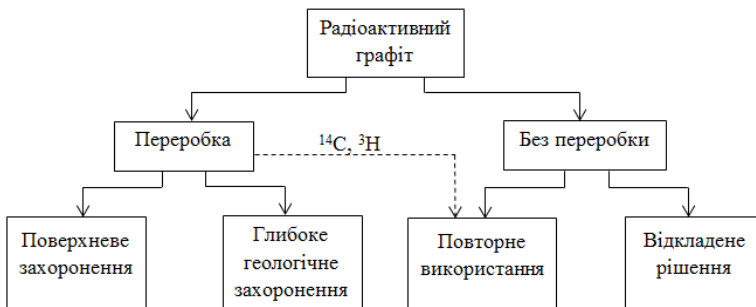 Радіоактивний
графіт
Переробка
¹⁴C, ³H
Без переробки
Поверхневе
захоронення
Глибоке
геологічне
захоронення
Повторне
використання
Відкладене
рішення